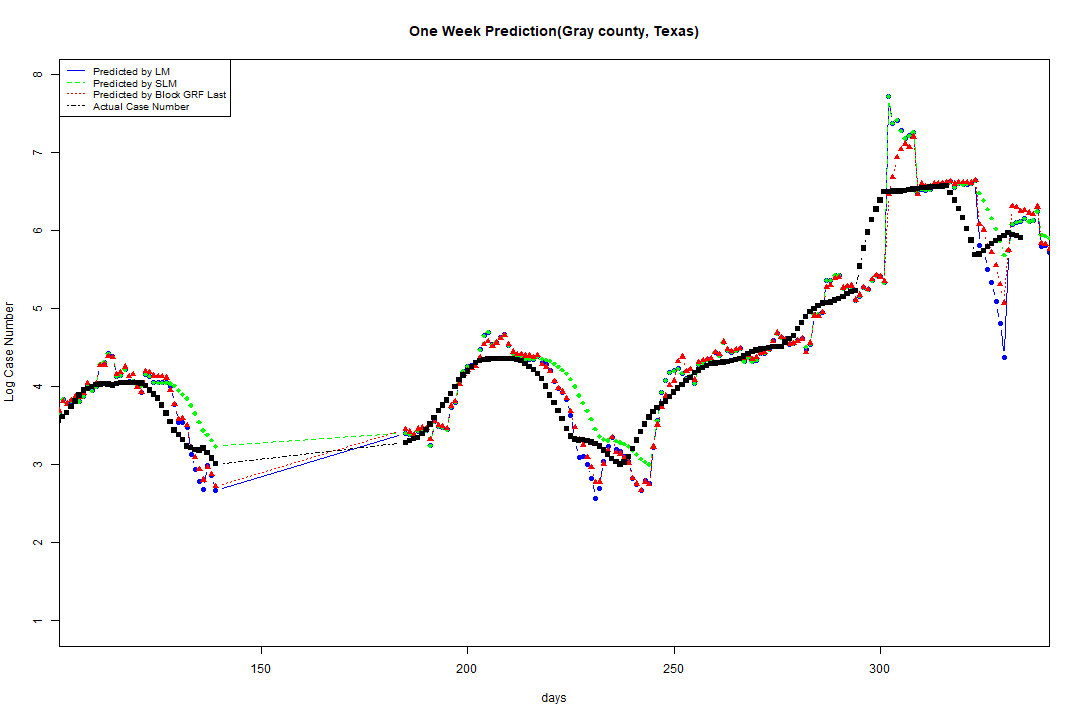 One Week Prediction(Gray county, Texas)
Predicted by LM
Predicted by SLM
Predicted by Block GRF Last
Actual Case Number
8
7
6
5
4
3
2
1
Log Case Number
150 200 250 300
days